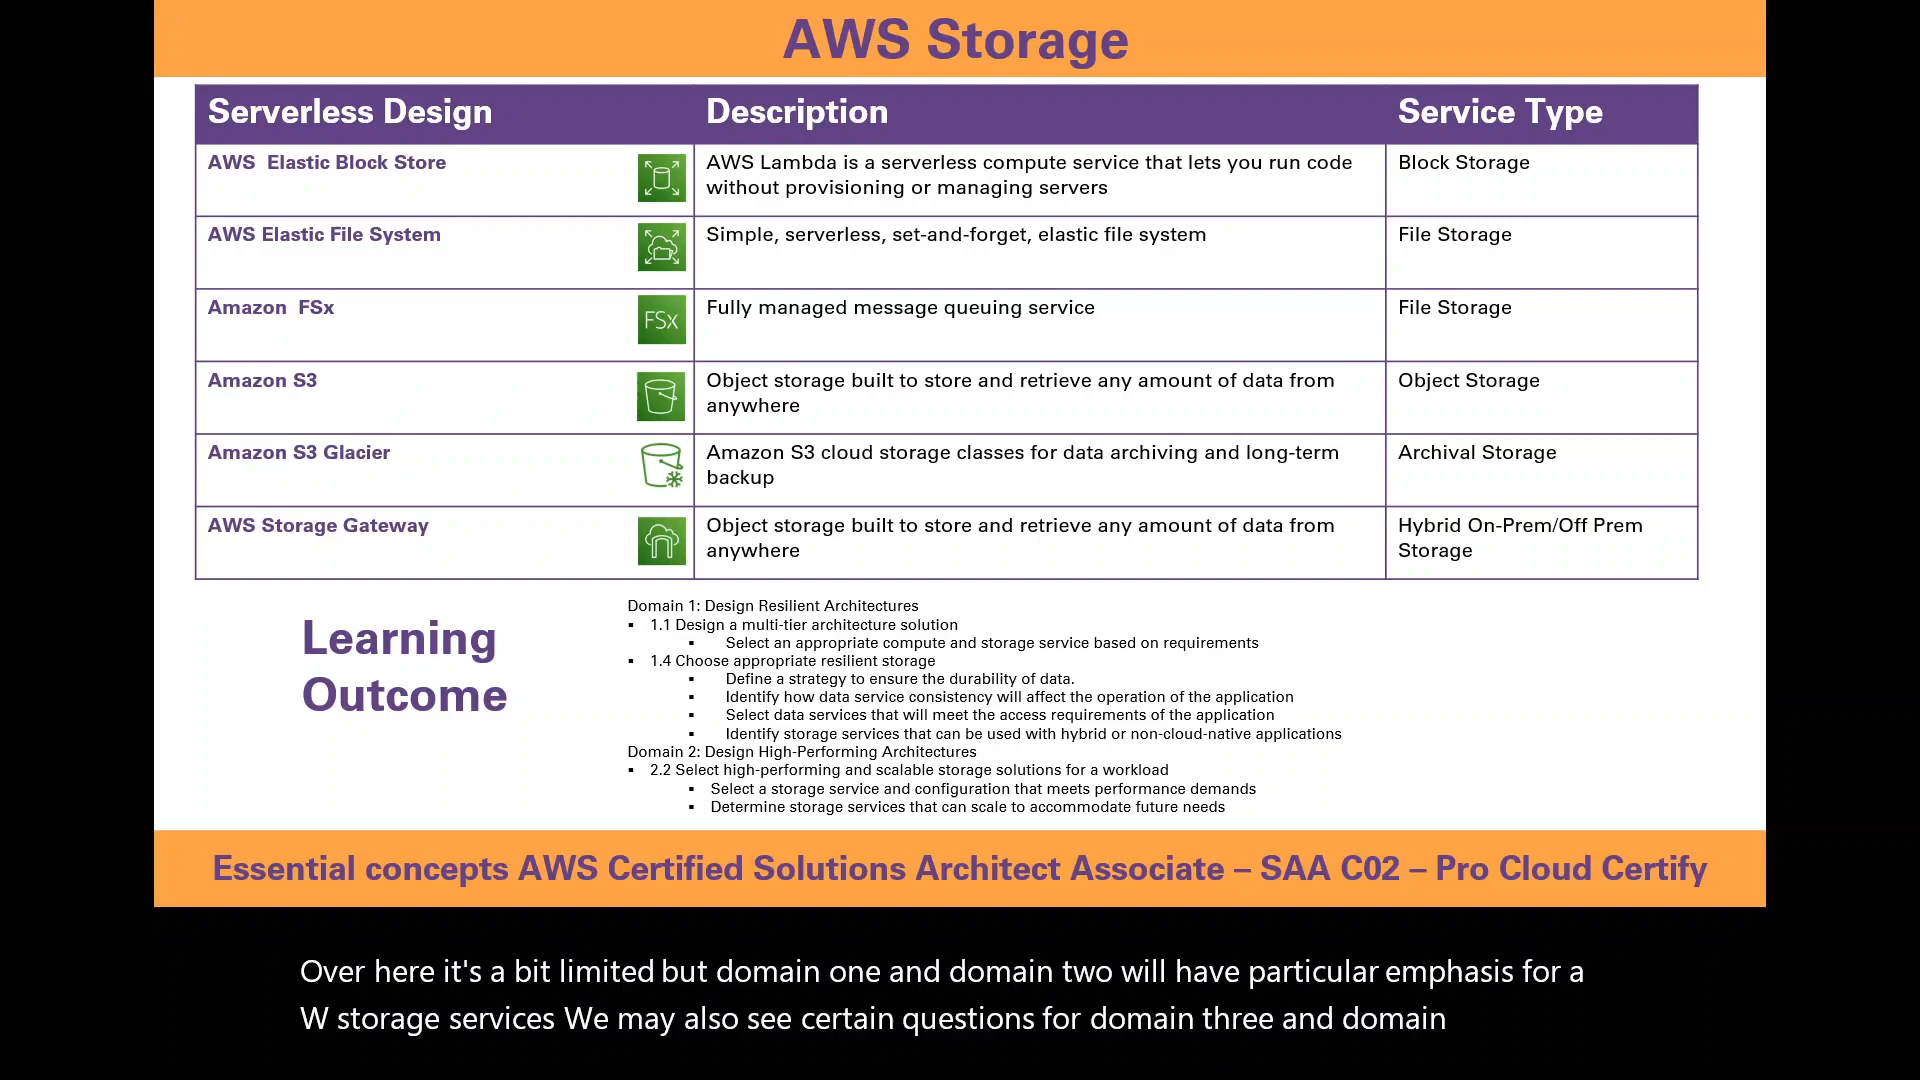 AWS Storage
Serverless Design Description Service Type
AWS Elastic Block Store AWS Lambda is a serverless compute service that lets you run code Block Storage
without provisioning or managing servers
AWS Elastic File System Simple, serverless, set-and-forget, elastic file system File Storage
Amazon FSx FSx Fully managed message queuing service File Storage
Amazon S3 Object storage built to store and retrieve any amount of data from Object Storage
anywhere
Amazon S3 Glacier Amazon S3 cloud storage classes for data archiving and long-term Archival Storage
backup
AWS Storage Gateway Object storage built to store and retrieve any amount of data from Hybrid On-Prem/Off Prem
anywhere Storage
Learning
Outcome
Domain 1: Design Resilient Architectures
▪ 1.1 Design a multi-tier architecture solution
▪ Select an appropriate compute and storage service based on requirements
▪ 1.4 Choose appropriate resilient storage
▪ Define a strategy to ensure the durability of data.
▪ Identify how data service consistency will affect the operation of the application
▪ Select data services that will meet the access requirements of the application
▪ Identify storage services that can be used with hybrid or non-cloud-native applications
Domain 2: Design High-Performing Architectures
▪ 2.2 Select high-performing and scalable storage solutions for a workload
▪ Select a storage service and configuration that meets performance demands
▪ Determine storage services that can scale to accommodate future needs
Essential concepts AWS Certified Solutions Architect Associate – SAA C02 – Pro Cloud Certify
Over here it's a bit limited but domain one and domain two will have particular emphasis for a
W storage services We may also see certain questions for domain three and domain